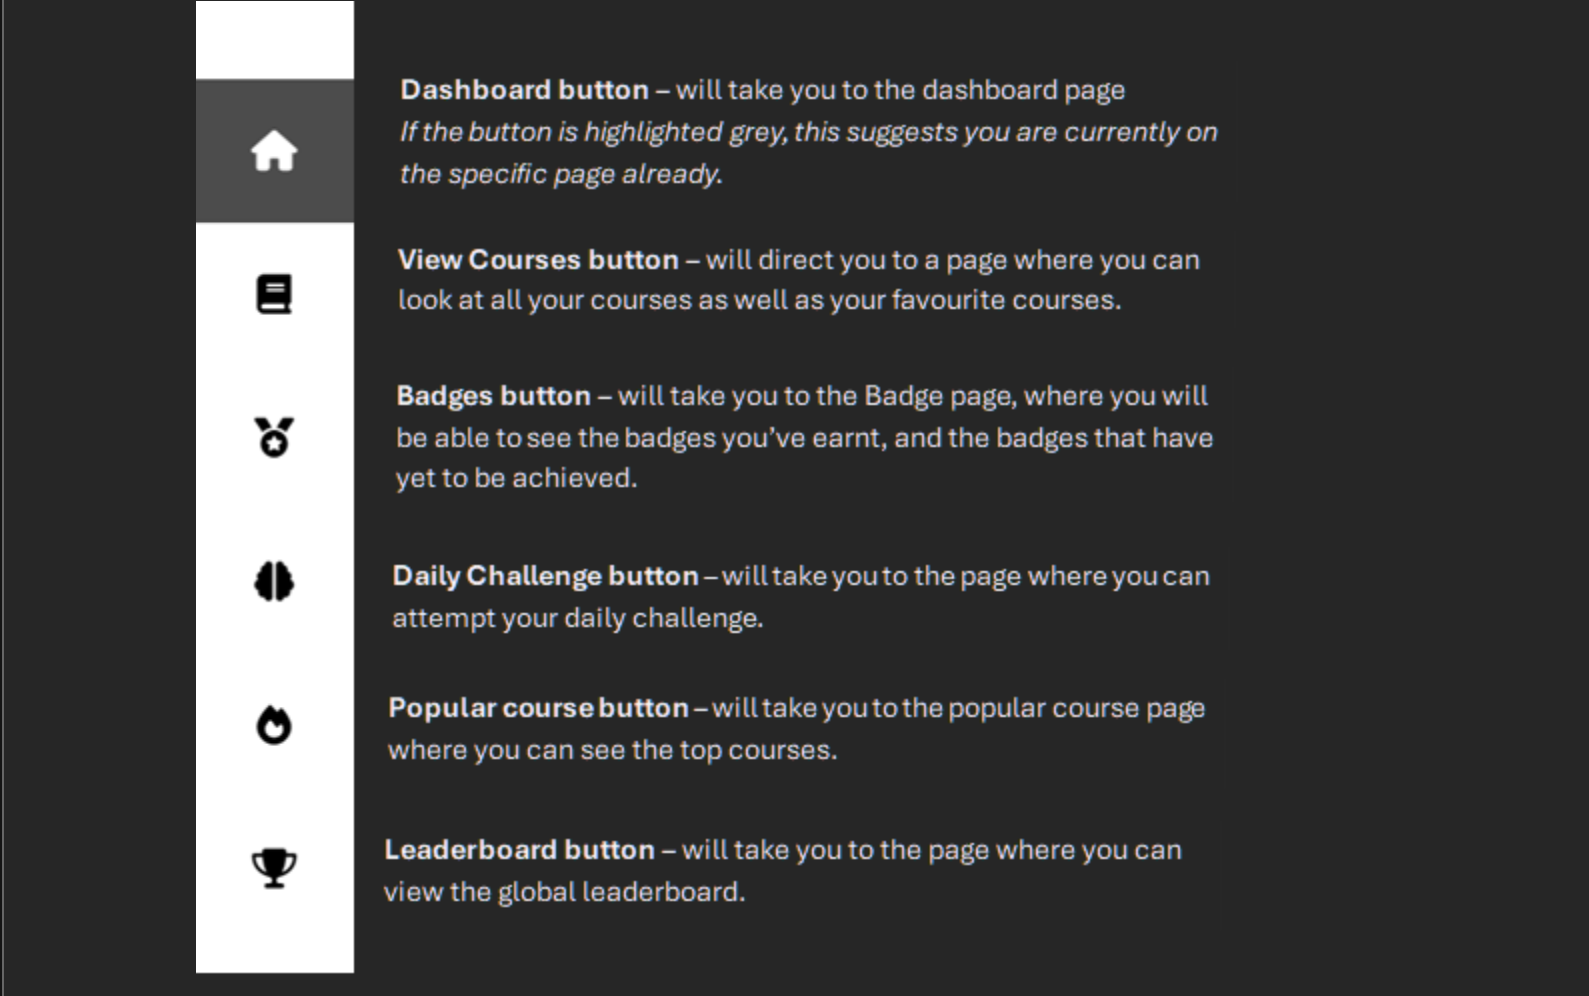 Dashboard button – will take you to the dashboard page
If the button is highlighted grey, this suggests you are currently on
the specific page already.
View Courses button – will direct you to a page where you can
look at all your courses as well as your favourite courses.
Badges button – will take you to the Badge page, where you will
be able to see the badges you’ve earnt, and the badges that have
yet to be achieved.
Daily Challenge button – will take you to the page where you can
attempt your daily challenge.
Popular course button – will take you to the popular course page
where you can see the top courses.
Leaderboard button – will take you to the page where you can
view the global leaderboard.